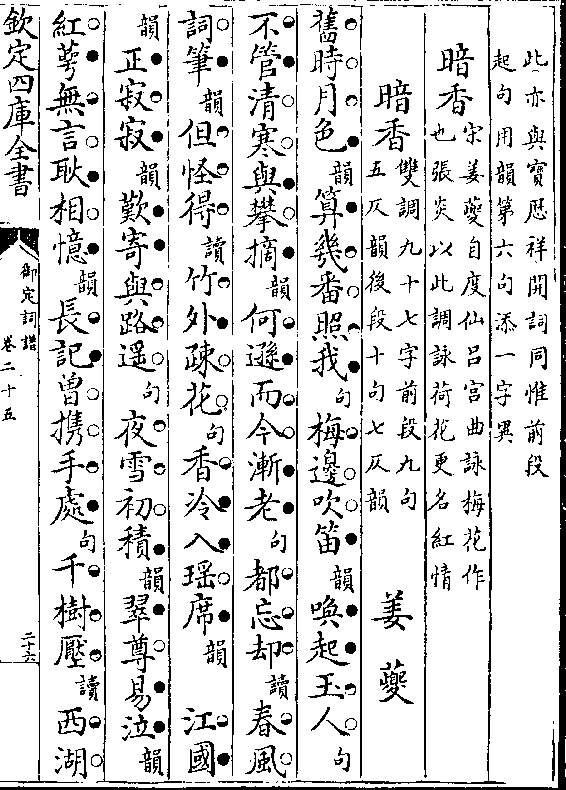 此亦與寶厯祥開詞同惟前段
起句用韻第六句添一字異
暗香
宋姜夔自度仙呂宮曲詠梅花作
也張炎以此調詠荷花更名紅情
暗香
雙調九十七字前段九句
五仄韻後段十句七仄韻
姜夔
舊時月色韻算幾番照我句梅邊吹笛韻喚起玉人句
不管清寒與攀摘韻何遜而今漸老句都忘却讀春風
詞筆韻但怪得讀竹外疎花句香冷入瑶席韻江國
韻正寂寂韻歎寄與路遥句夜雪初積韻翠尊易泣韻
紅萼無言耿相憶韻長記曽携手處句千樹壓讀西湖
欽定四庫全書
御定詞譜
卷二十五
二十六